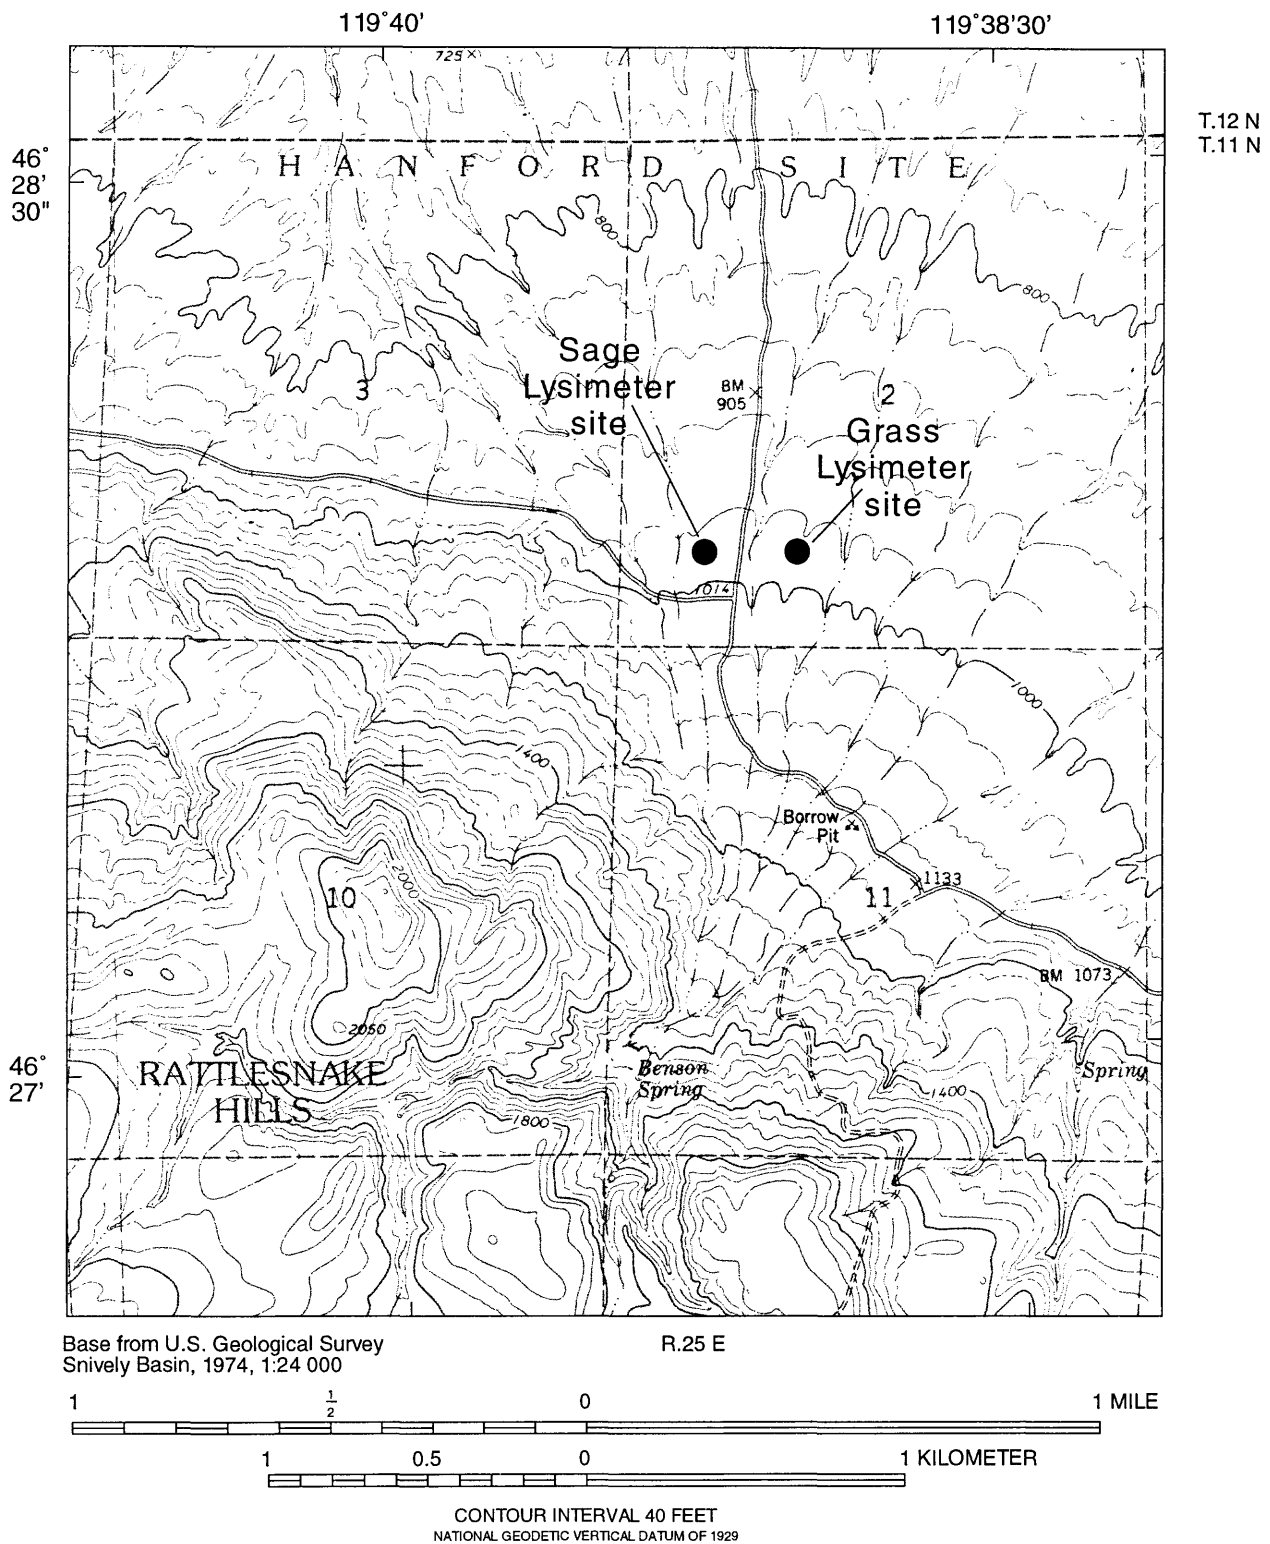 119°40' 119°38'30"
725
T.12 N
T.11 N
46°
28'
30"
HANFORD SITE
800
800
Sage
Lysimeter
site
3
BM
905
2
Grass
Lysimeter
site
1014
1000
1400
Borrow
Pit
2000
10
11
1133
BM 1073
2050
46°
27'
RATTLESNAKE
HILLS
Benson
Spring
Spring
1400
1800
Base from U.S. Geological Survey
Snively Basin, 1974, 1:24 000
R.25 E
1 1/2 0 1 MILE
1 0.5 0 1 KILOMETER
CONTOUR INTERVAL 40 FEET
NATIONAL GEODETIC VERTICAL DATUM OF 1929